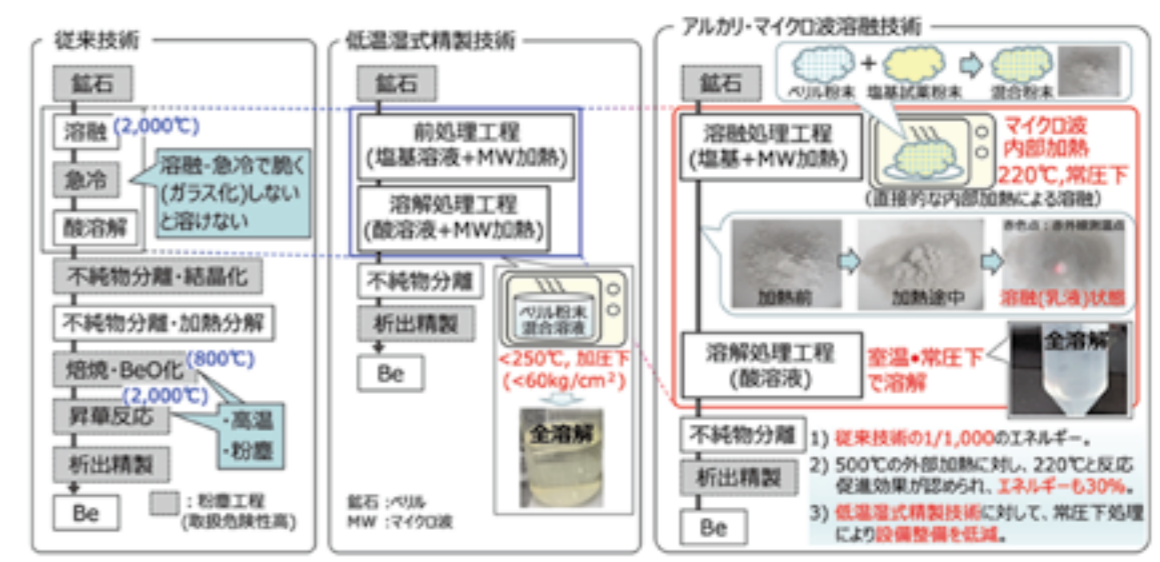 従来技術
鉱石
溶融
(2,000℃)
急冷
酸溶解
溶融・急冷で脆く
(ガラス化)しない
と溶けない
不純物分離・結晶化
不純物分離・加熱分解
焙焼・BeO化
(800℃)
(2,000℃)
昇華反応
・高温
・粉塵
析出精製
Be
:粉塵工程
(取扱危険性高)
低温湿式精製技術
鉱石
前処理工程
(塩基溶液+MW加熱)
溶解処理工程
(酸溶液+MW加熱)
不純物分離
析出精製
Be
ベリル粉末
混合溶液
<250℃, 加圧下
(<60kg/cm²)
全溶解
鉱石 :ベリル
MW :マイクロ波
アルカリ・マイクロ波溶融技術
鉱石
+
ベリル粉末
塩基試薬粉末
混合粉末
溶融処理工程
(塩基+MW加熱)
マイクロ波
内部加熱
220℃,常圧下
(直接的な内部加熱による溶融)
赤色点:赤外線測温点
加熱前
加熱途中
溶融(乳液)状態
溶解処理工程
(酸溶液)
室温・常圧下
で溶解
全溶解
不純物分離
析出精製
Be
1) 従来技術の1/1,000のエネルギー。
2) 500℃の外部加熱に対し、220℃と反応
促進効果が認められ、エネルギーも30%。
3) 低温湿式精製技術に対して、常圧下処理
により設備整備を低減。